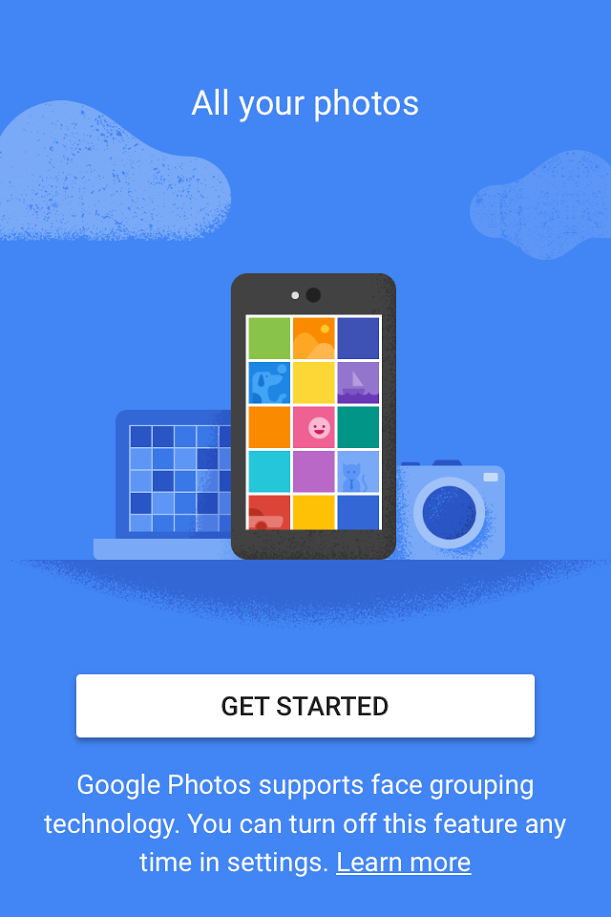 All your photos
GET STARTED
Google Photos supports face grouping
technology. You can turn off this feature any
time in settings. Learn more